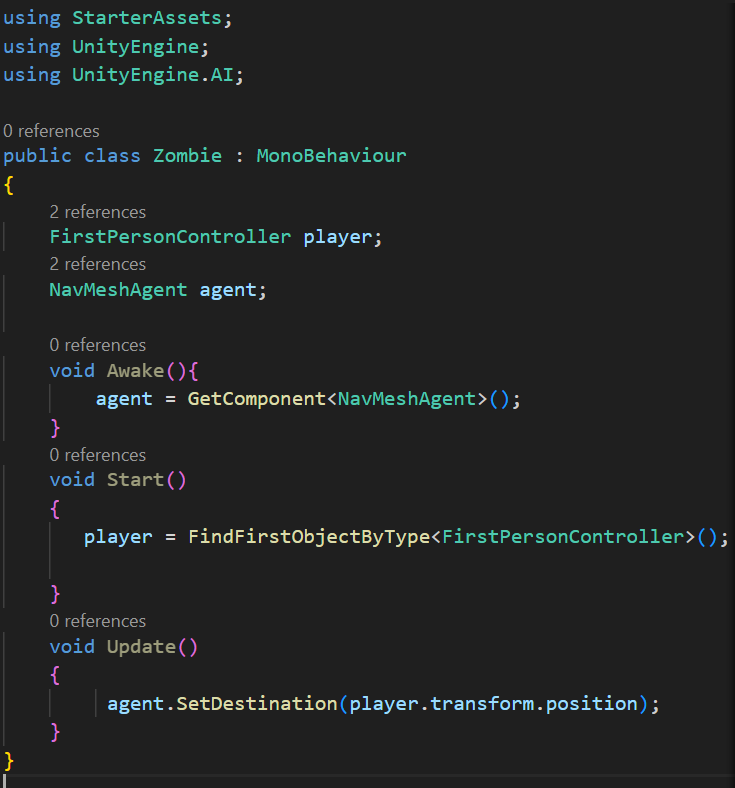 using StarterAssets;
using UnityEngine;
using UnityEngine.AI;
0 references
public class Zombie : MonoBehaviour
{
2 references
FirstPersonController player;
2 references
NavMeshAgent agent;
0 references
void Awake(){
agent = GetComponent<NavMeshAgent>();
}
0 references
void Start()
{
player = FindFirstObjectByType<FirstPersonController>();
}
0 references
void Update()
{
agent.SetDestination(player.transform.position);
}
}